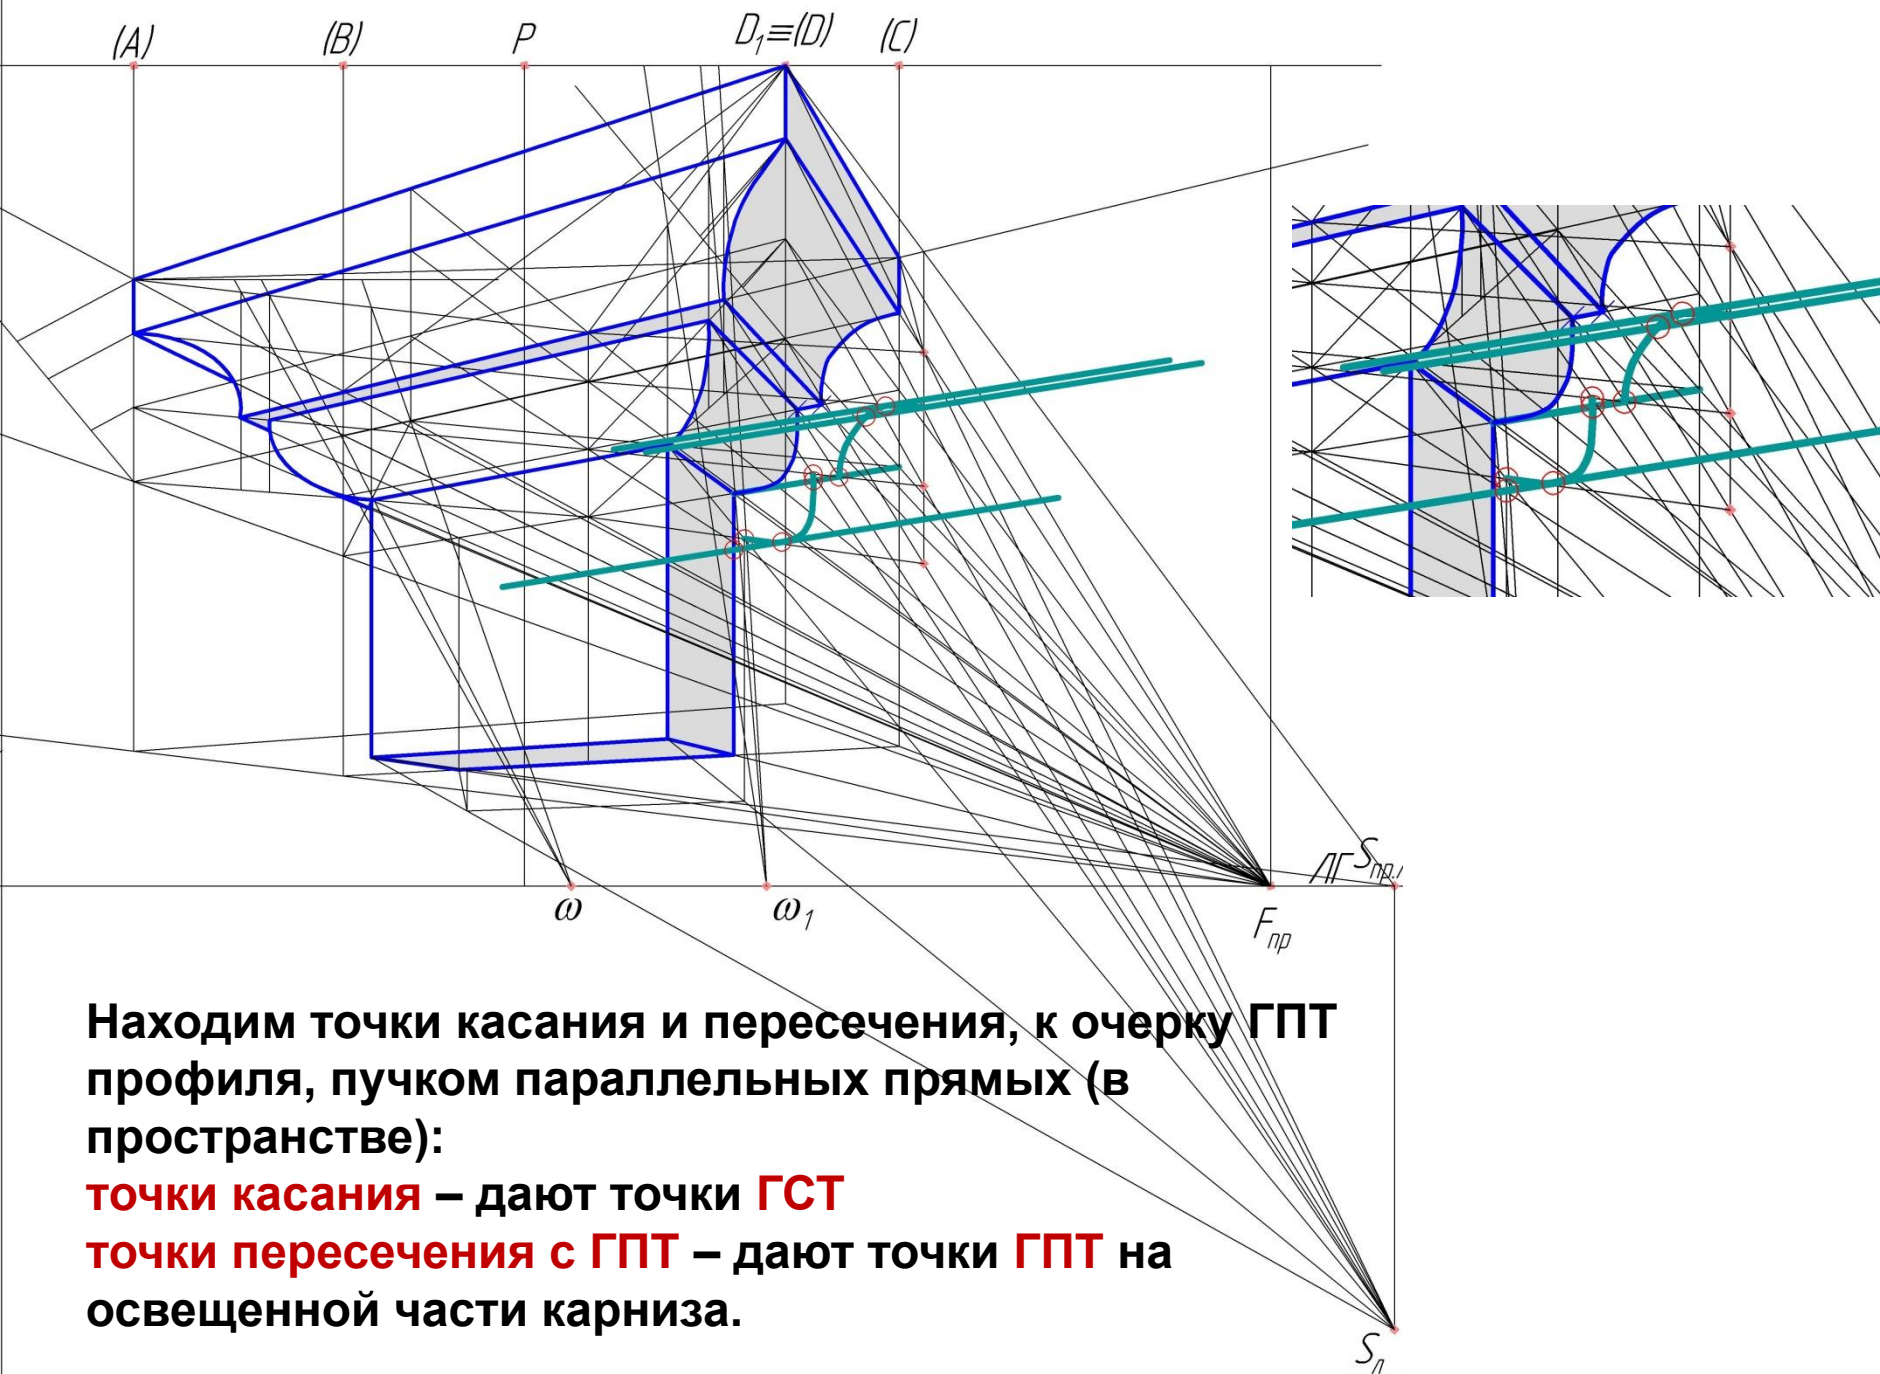 (A) (B) P D₁≡(D) (C)
ЛГ Sпр.л
ω ω₁ Fпр
Находим точки касания и пересечения, к очерку ГПТ
профиля, пучком параллельных прямых (в
пространстве):
точки касания – дают точки ГСТ
точки пересечения с ГПТ – дают точки ГПТ на
освещенной части карниза.
Sл